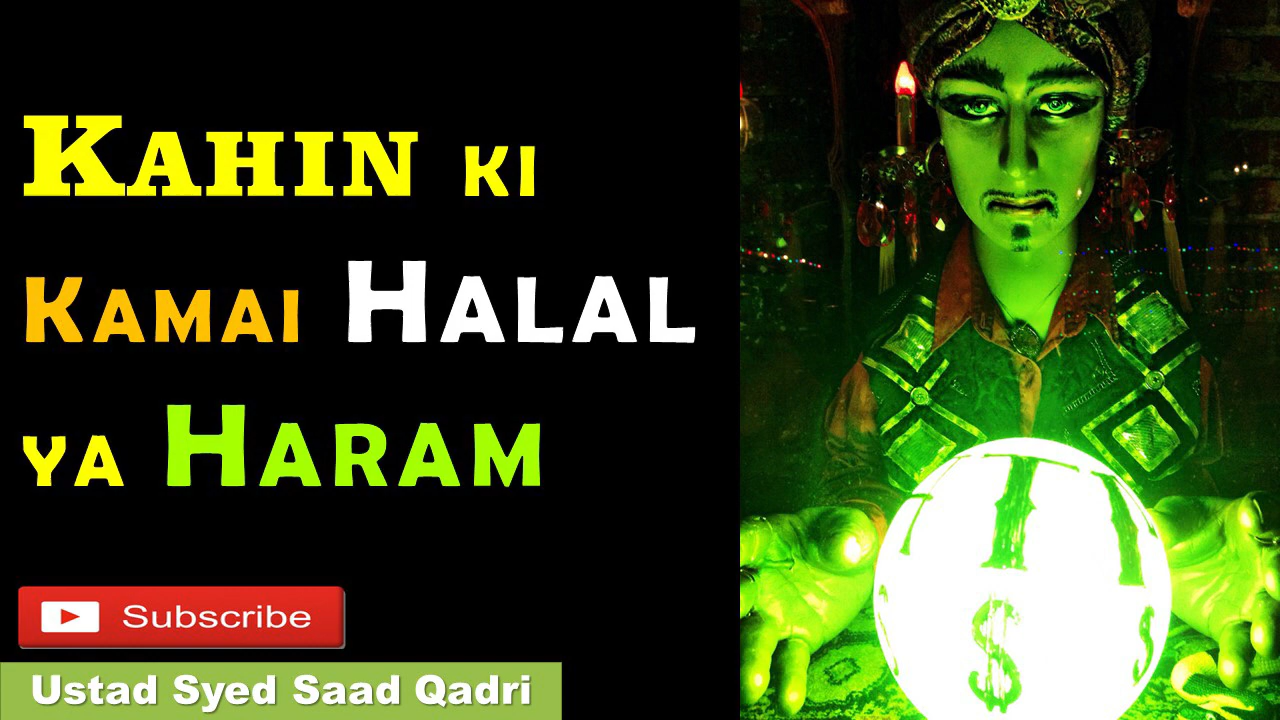 KAHIN KI
KAMAI HALAL
YA HARAM
Subscribe
Ustad Syed Saad Qadri
$
$